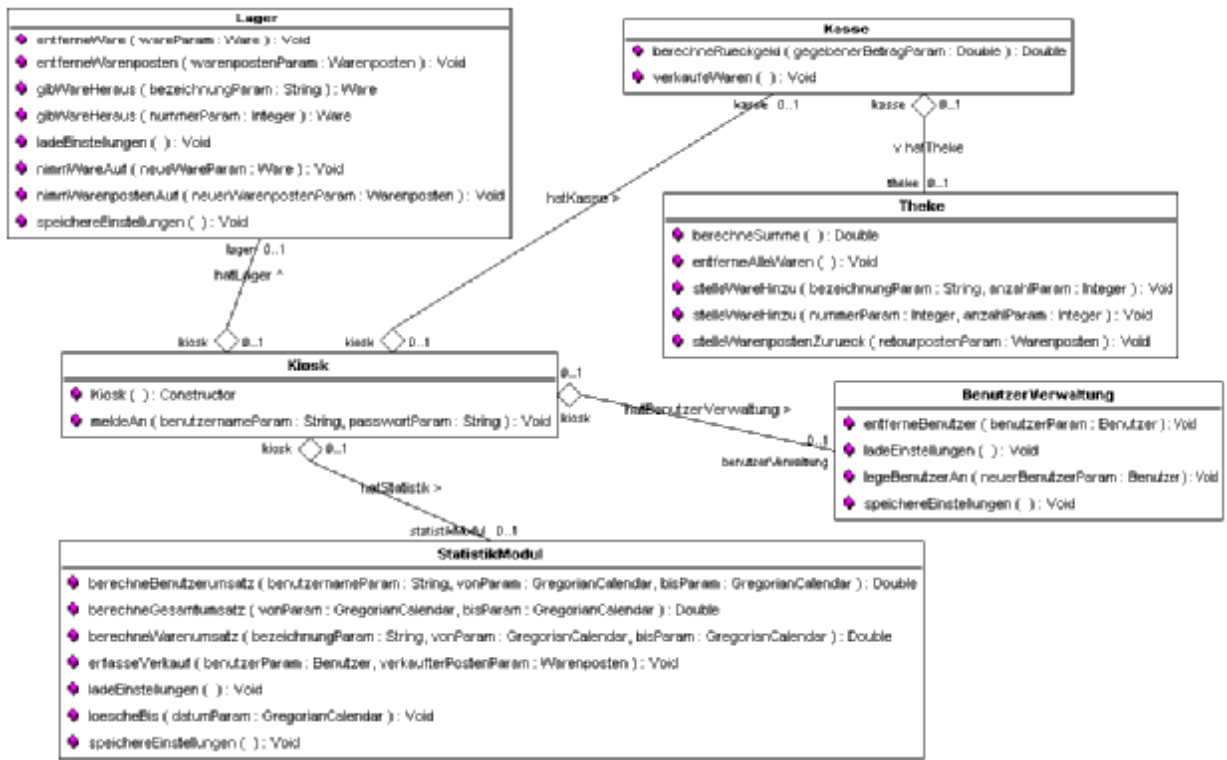 Lager
entferneWare ( wareParam : Ware ) : Void
entferneWarenposten ( warenpostenParam : Warenposten ) : Void
gibWareHeraus ( bezeichnungParam : String ) : Ware
gibWareHeraus ( nummerParam : Integer ) : Ware
ladeEinstellungen ( ) : Void
nimmWareAuf ( neueWareParam : Ware ) : Void
nimmWarenpostenAuf ( neuerWarenpostenParam : Warenposten ) : Void
speichereEinstellungen ( ) : Void
Kasse
berechneRueckgeld ( gegebenerBetragParam : Double ) : Double
verkaufeWaren ( ) : Void
kasse 0..1
kasse 0..1
v hatTheke
hatKasse >
theke 0..1
Theke
berechneSumme ( ) : Double
entferneAlleWaren ( ) : Void
stelleWareHinzu ( bezeichnungParam : String, anzahlParam : Integer ) : Void
stelleWareHinzu ( nummerParam : Integer, anzahlParam : Integer ) : Void
stelleWarenpostenZurueck ( retourpostenParam : Warenposten ) : Void
lager 0..1
hatLager ^
kiosk 0..1
kiosk 0..1
Kiosk
Kiosk ( ) : Constructor
meldeAn ( benutzernameParam : String, passwortParam : String ) : Void
0..1
kiosk
hatBenutzerVerwaltung >
0..1
benutzerVerwaltung
BenutzerVerwaltung
entferneBenutzer ( benutzerParam : Benutzer ) : Void
ladeEinstellungen ( ) : Void
legeBenutzerAn ( neuerBenutzerParam : Benutzer ) : Void
speichereEinstellungen ( ) : Void
kiosk 0..1
hatStatistik >
statistikModul 0..1
StatistikModul
berechneBenutzerumsatz ( benutzernameParam : String, vonParam : GregorianCalendar, bisParam : GregorianCalendar ) : Double
berechneGesamtumsatz ( vonParam : GregorianCalendar, bisParam : GregorianCalendar ) : Double
berechneWarenumsatz ( bezeichnungParam : String, vonParam : GregorianCalendar, bisParam : GregorianCalendar ) : Double
erfasseVerkauf ( benutzerParam : Benutzer, verkaufterPostenParam : Warenposten ) : Void
ladeEinstellungen ( ) : Void
loescheBis ( datumParam : GregorianCalendar ) : Void
speichereEinstellungen ( ) : Void